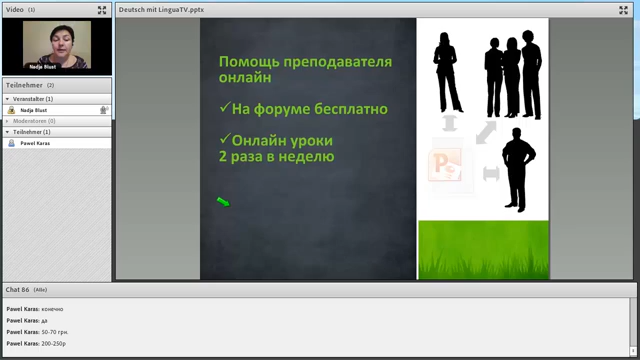 Video (1)
Deutsch mit LinguaTV.pptx
Nadja Blust
Teilnehmer (2)
Veranstalter (1)
Nadja Blust
Moderatoren (0)
Teilnehmer (1)
Pawel Karas
Помощь преподавателя
онлайн
На форуме бесплатно
Онлайн уроки
2 раза в неделю
Chat 86 (Alle)
Pawel Karas: конечно
Pawel Karas: да
Pawel Karas: 50-70 грн.
Pawel Karas: 200-250р